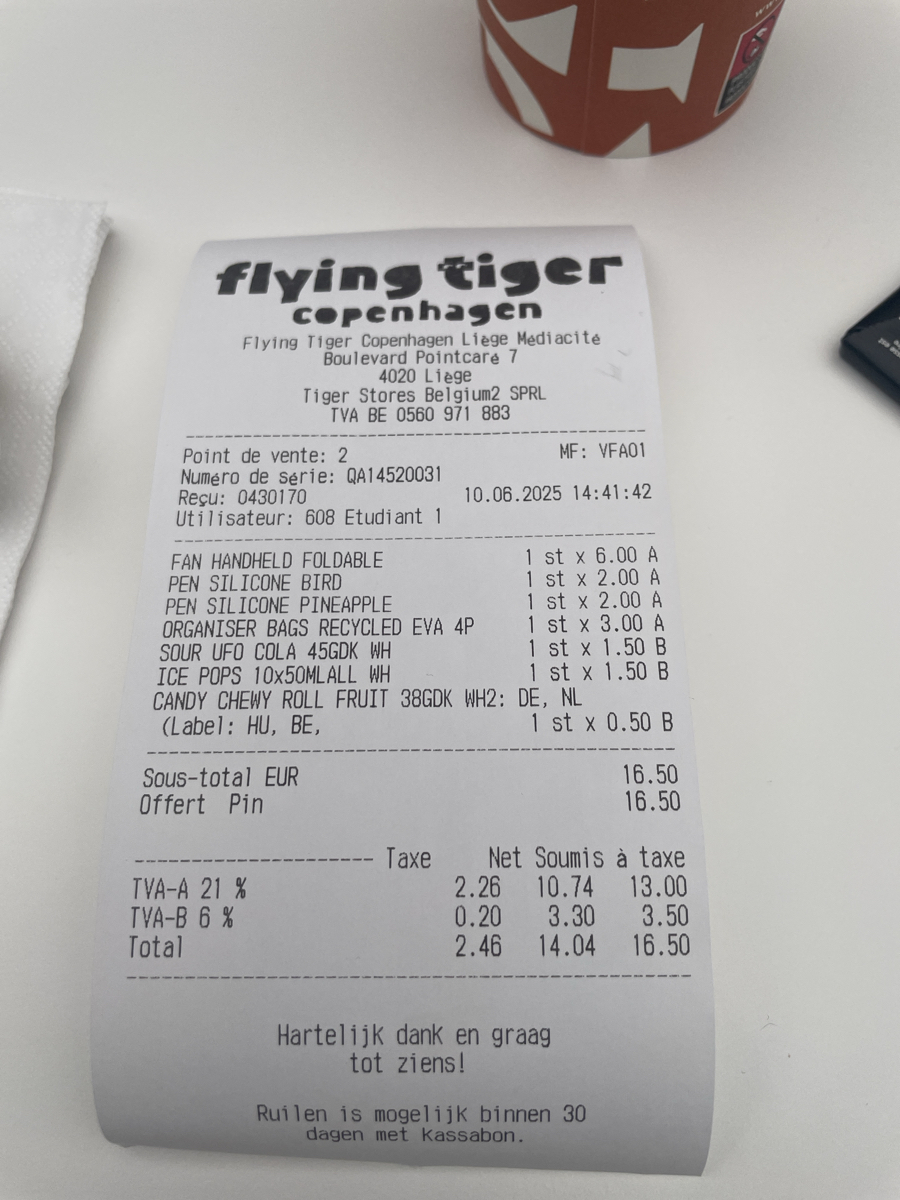 flying tiger
copenhagen
Flying Tiger Copenhagen Liège Médiacité
Boulevard Pointcaré 7
4020 Liège
Tiger Stores Belgium2 SPRL
TVA BE 0560 971 883
Point de vente: 2 MF: VFA01
Numéro de série: QA14520031
Reçu: 0430170 10.06.2025 14:41:42
Utilisateur: 608 Etudiant 1
FAN HANDHELD FOLDABLE 1 st x 6.00 A
PEN SILICONE BIRD 1 st x 2.00 A
PEN SILICONE PINEAPPLE 1 st x 2.00 A
ORGANISER BAGS RECYCLED EVA 4P 1 st x 3.00 A
SOUR UFO COLA 45GDK WH 1 st x 1.50 B
ICE POPS 10x50MLALL WH 1 st x 1.50 B
CANDY CHEWY ROLL FRUIT 38GDK WH2: DE, NL
(Label: HU, BE, 1 st x 0.50 B
Sous-total EUR 16.50
Offert Pin 16.50
Taxe Net Soumis à taxe
TVA-A 21 % 2.26 10.74 13.00
TVA-B 6 % 0.20 3.30 3.50
Total 2.46 14.04 16.50
Hartelijk dank en graag
tot ziens!
Ruilen is mogelijk binnen 30
dagen met kassabon.